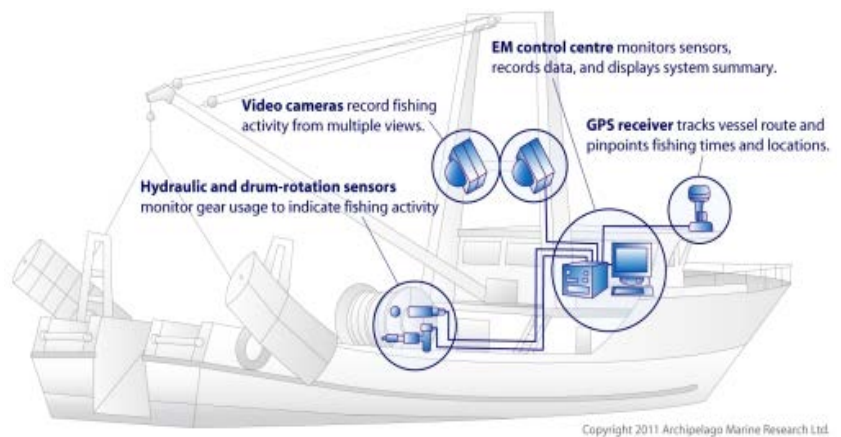 EM control centre monitors sensors,
records data, and displays system summary.
Video cameras record fishing
activity from multiple views.
GPS receiver tracks vessel route and
pinpoints fishing times and locations.
Hydraulic and drum-rotation sensors
monitor gear usage to indicate fishing activity
Copyright 2011 Archipelago Marine Research Ltd.